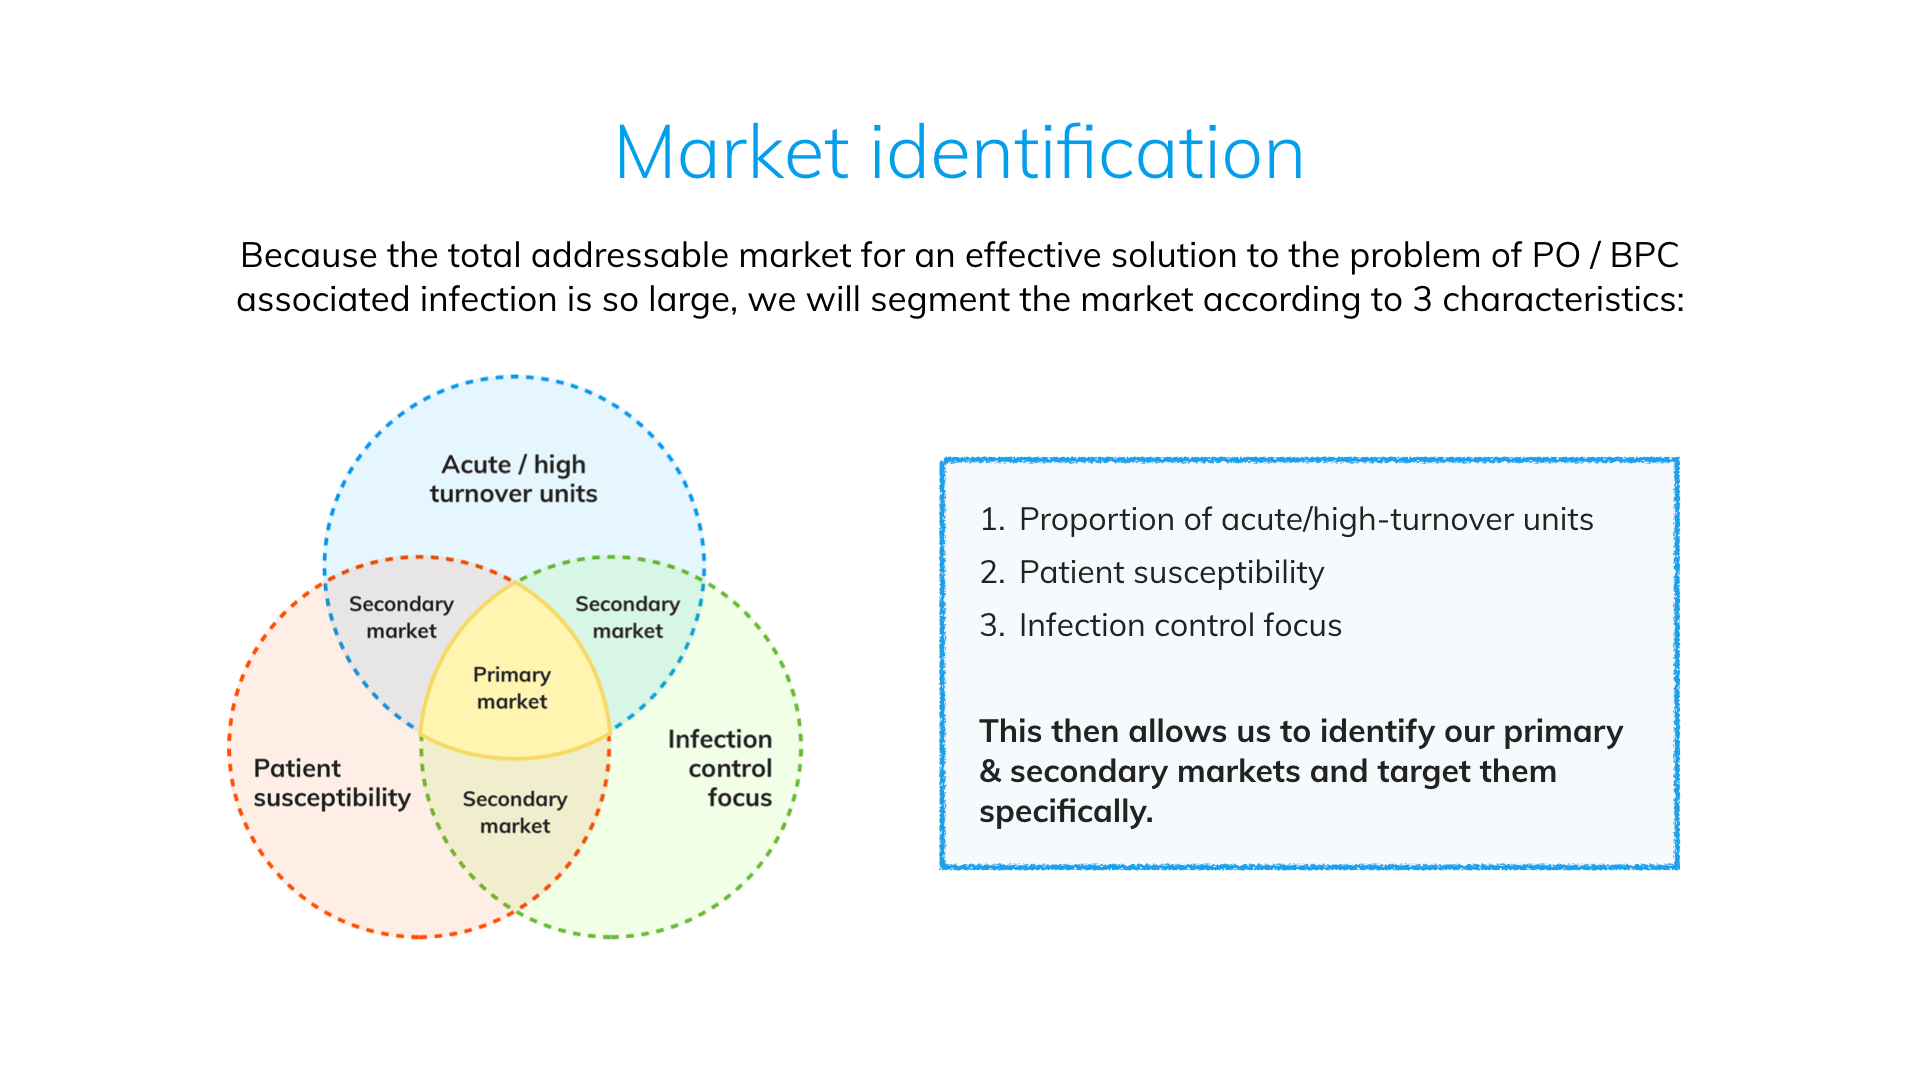 Market identification
Because the total addressable market for an effective solution to the problem of PO / BPC
associated infection is so large, we will segment the market according to 3 characteristics:
Acute / high
turnover units
Secondary
market
Secondary
market
Primary
market
Patient
susceptibility
Infection
control
focus
Secondary
market
1. Proportion of acute/high-turnover units
2. Patient susceptibility
3. Infection control focus
This then allows us to identify our primary
& secondary markets and target them
specifically.